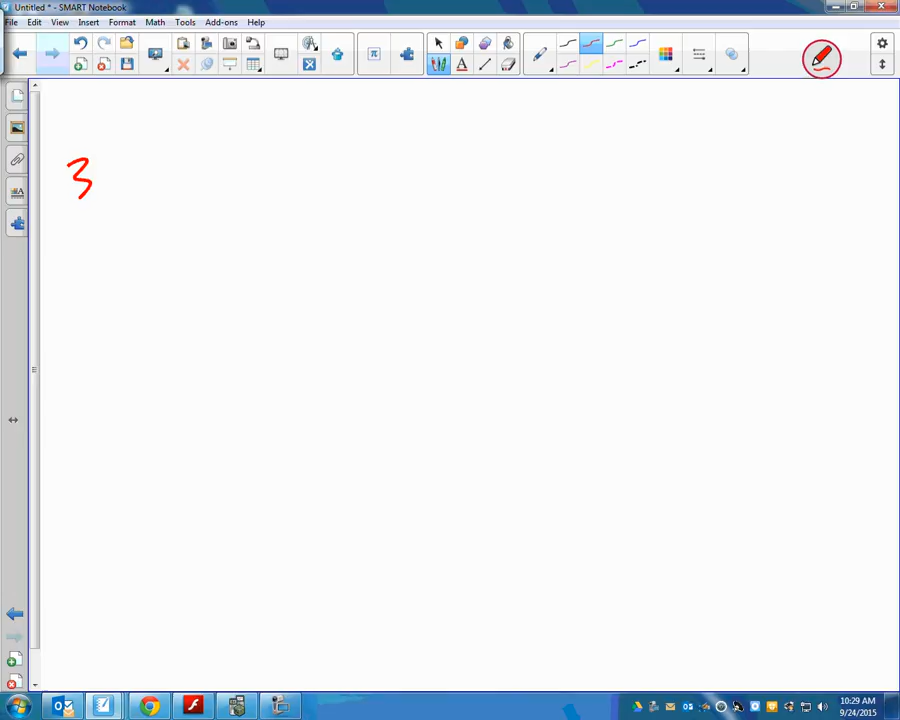 Untitled * - SMART Notebook
File Edit View Insert Format Math Tools Add-ons Help
3
10:29 AM
9/24/2015